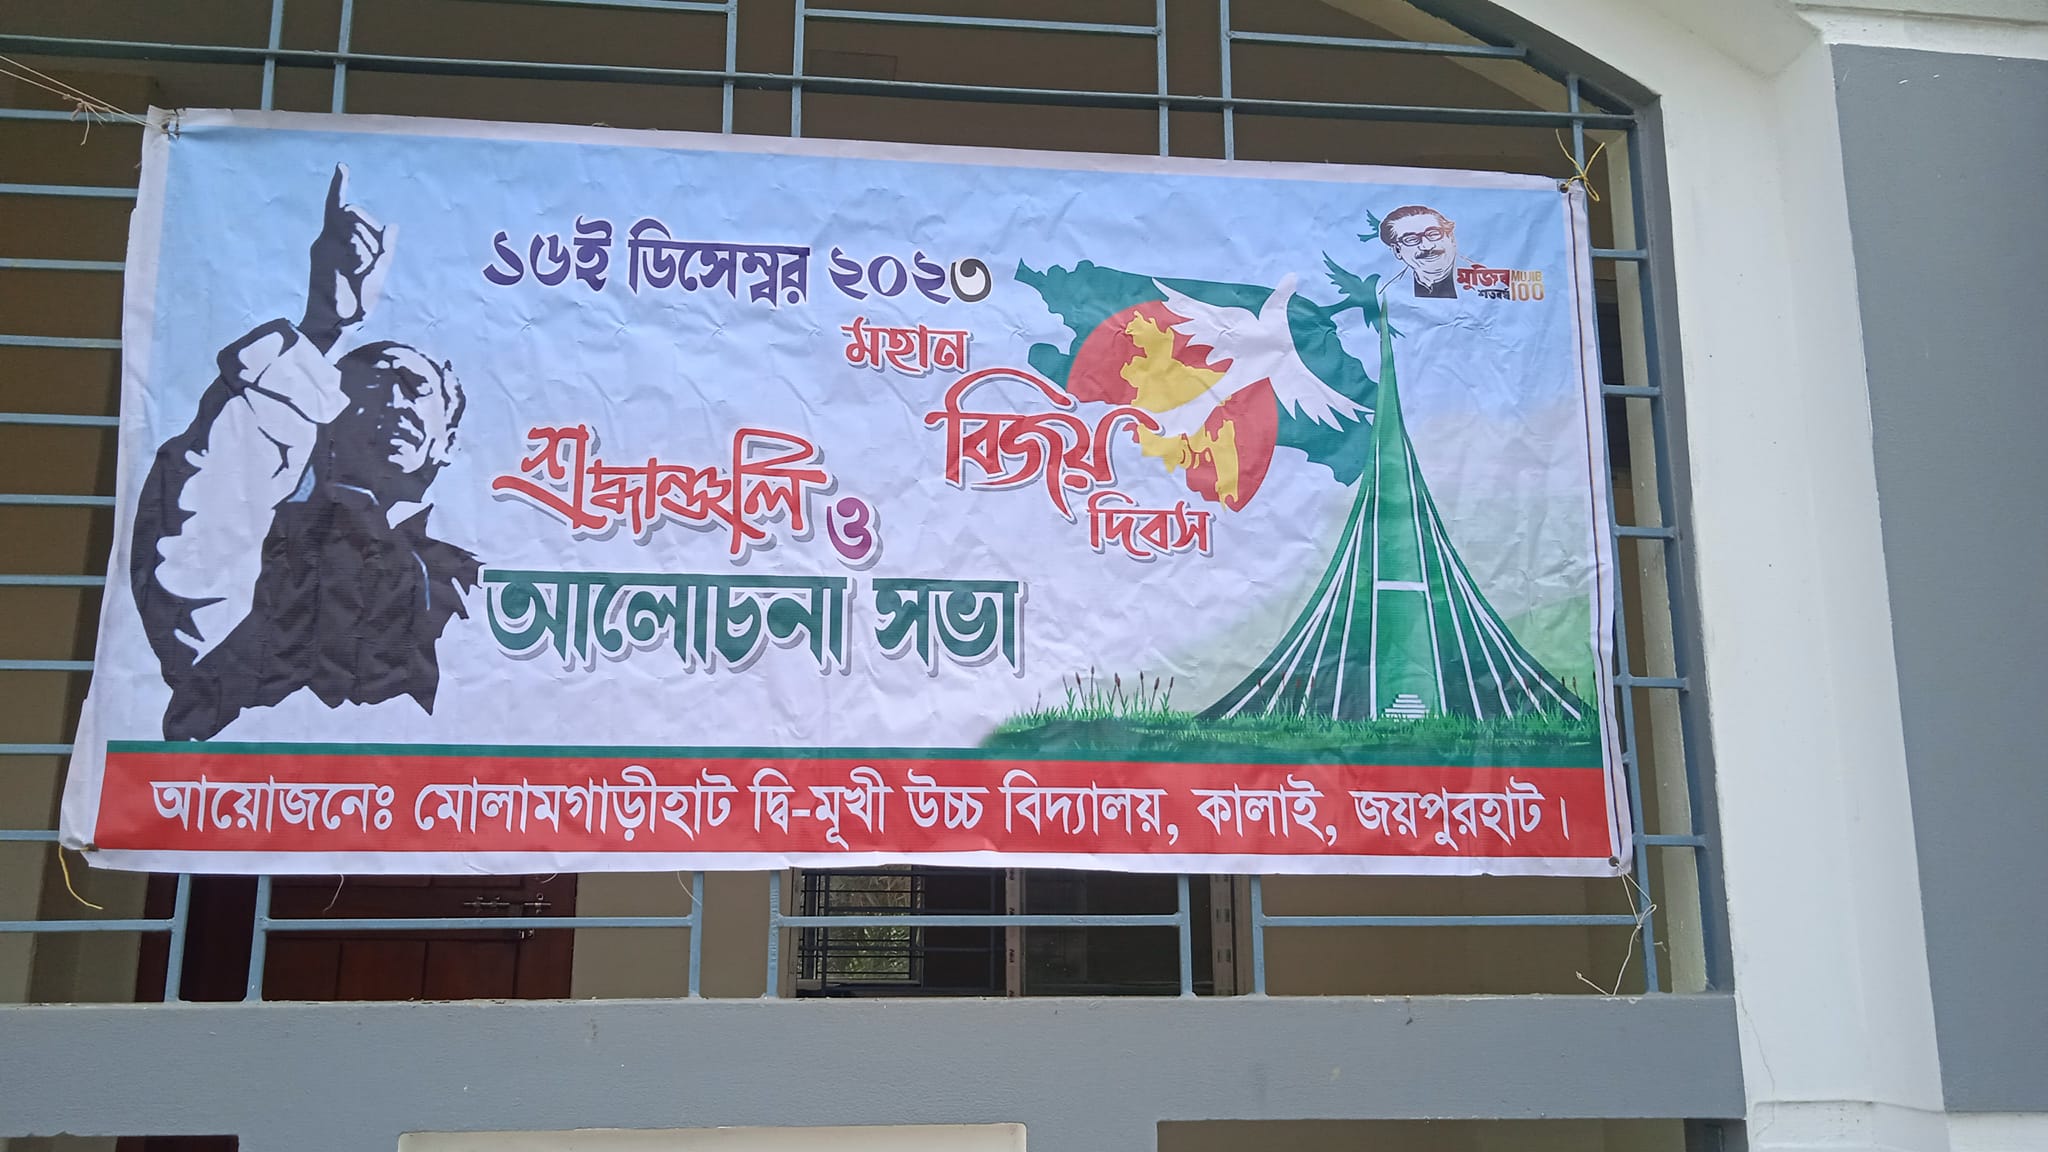 ১৬ই ডিসেম্বর ২০২৩
মহান
বিজয়
দিবস
শ্রদ্ধাঞ্জলি ও
আলোচনা সভা
মুজিব MUJIB
শতবর্ষ 100
আয়োজনেঃ মোলামগাড়ীহাট দ্বি-মূখী উচ্চ বিদ্যালয়, কালাই, জয়পুরহাট।